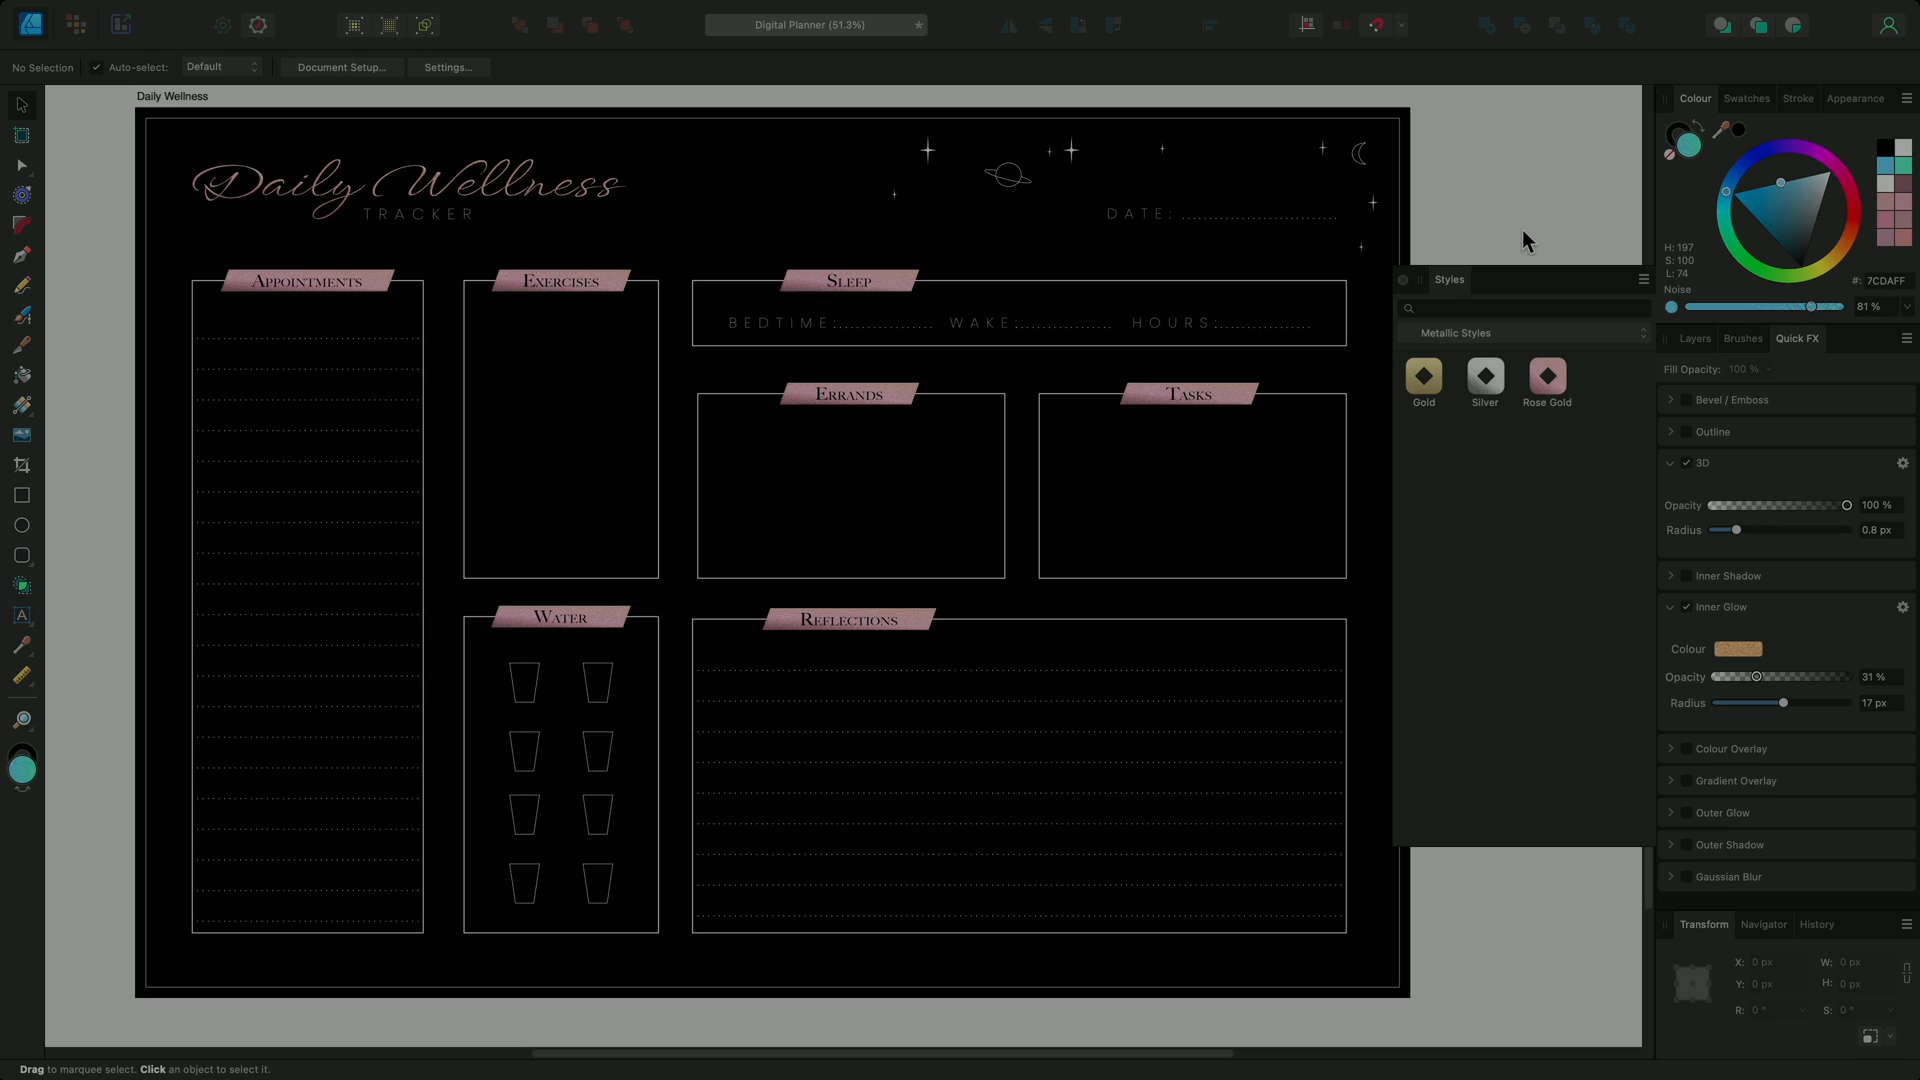 Digital Planner (51.3%)
*
No Selection
Auto-select:
Default
Document Setup...
Settings...
Daily Wellness
Daily Wellness
TRACKER
DATE: ..............................
APPOINTMENTS
EXERCISES
SLEEP
BEDTIME:.................. WAKE:.................. HOURS:..................
ERRANDS
TASKS
WATER
REFLECTIONS
Styles
Metallic Styles
Gold
Silver
Rose Gold
Colour
Swatches
Stroke
Appearance
H: 197
S: 100
L: 74
#: 7CDAFF
Noise
81 %
Layers
Brushes
Quick FX
Fill Opacity: 100 %
Bevel / Emboss
Outline
3D
Opacity 100 %
Radius 0.8 px
Inner Shadow
Inner Glow
Colour
Opacity 31 %
Radius 17 px
Colour Overlay
Gradient Overlay
Outer Glow
Outer Shadow
Gaussian Blur
Transform
Navigator
History
X: 0 px W: 0 px
Y: 0 px H: 0 px
R: 0 ° S: 0 °
Drag to marquee select. Click an object to select it.